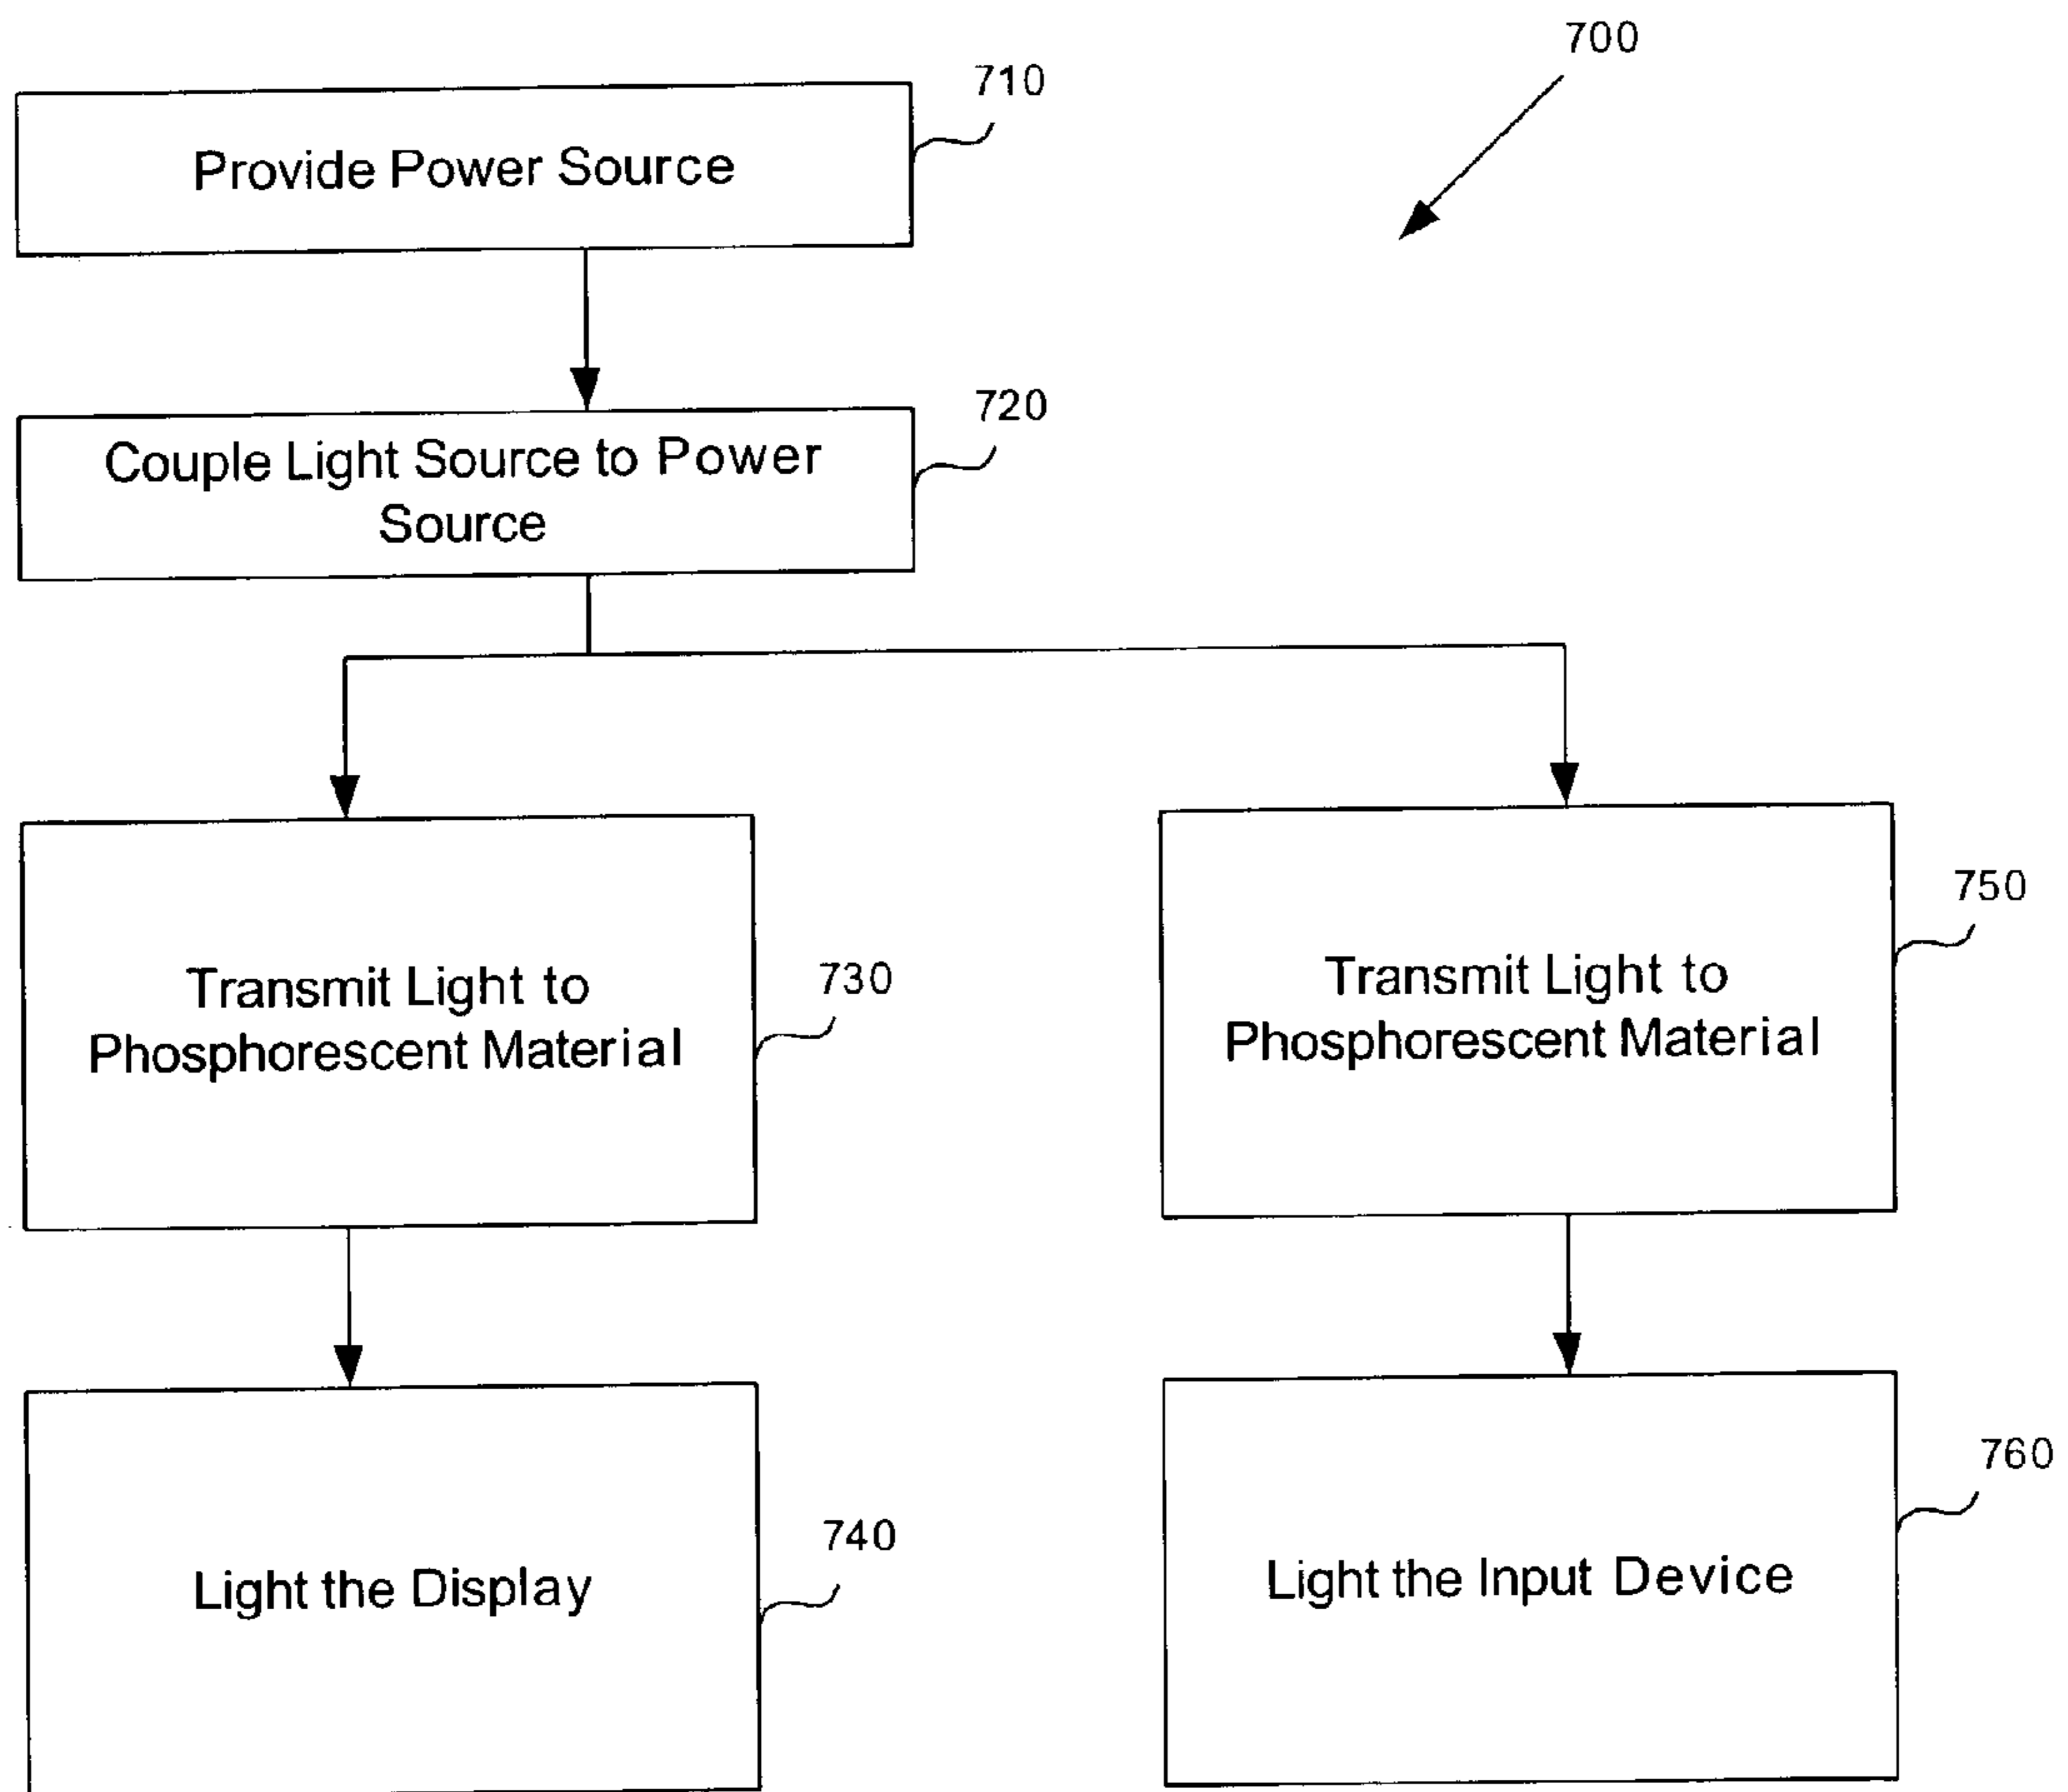 700
710
Provide Power Source
720
Couple Light Source to Power
Source
730
Transmit Light to
Phosphorescent Material
750
Transmit Light to
Phosphorescent Material
740
Light the Display
760
Light the Input Device